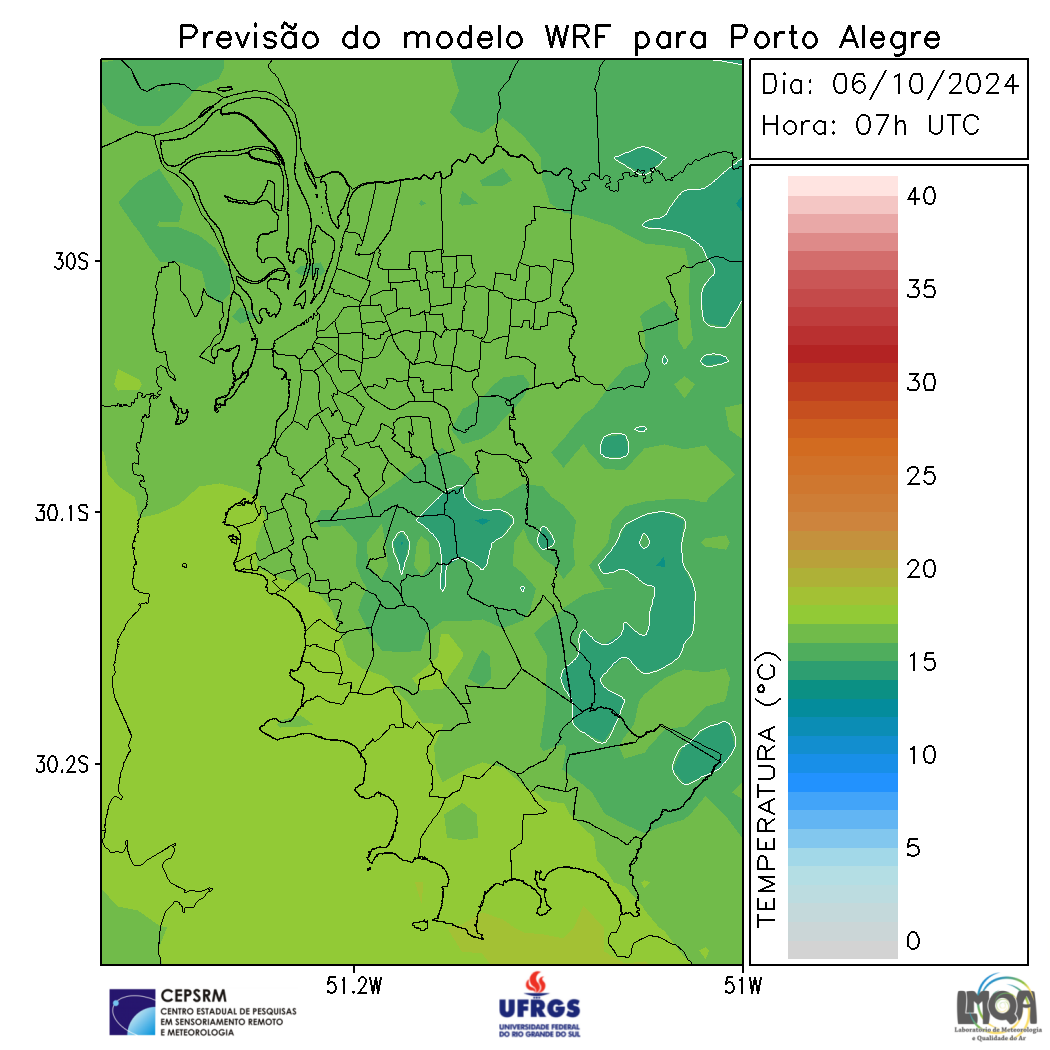 Previsão do modelo WRF para Porto Alegre
Dia: 06/10/2024
Hora: 07h UTC
30S
30.1S
30.2S
51.2W
51W
TEMPERATURA (°C)
40
35
30
25
20
15
10
5
0
CEPSRM
CENTRO ESTADUAL DE PESQUISAS
EM SENSORIAMENTO REMOTO
E METEOROLOGIA
UFRGS
UNIVERSIDADE FEDERAL
DO RIO GRANDE DO SUL
LMQA
Laboratório de Meteorologia
e Qualidade do Ar